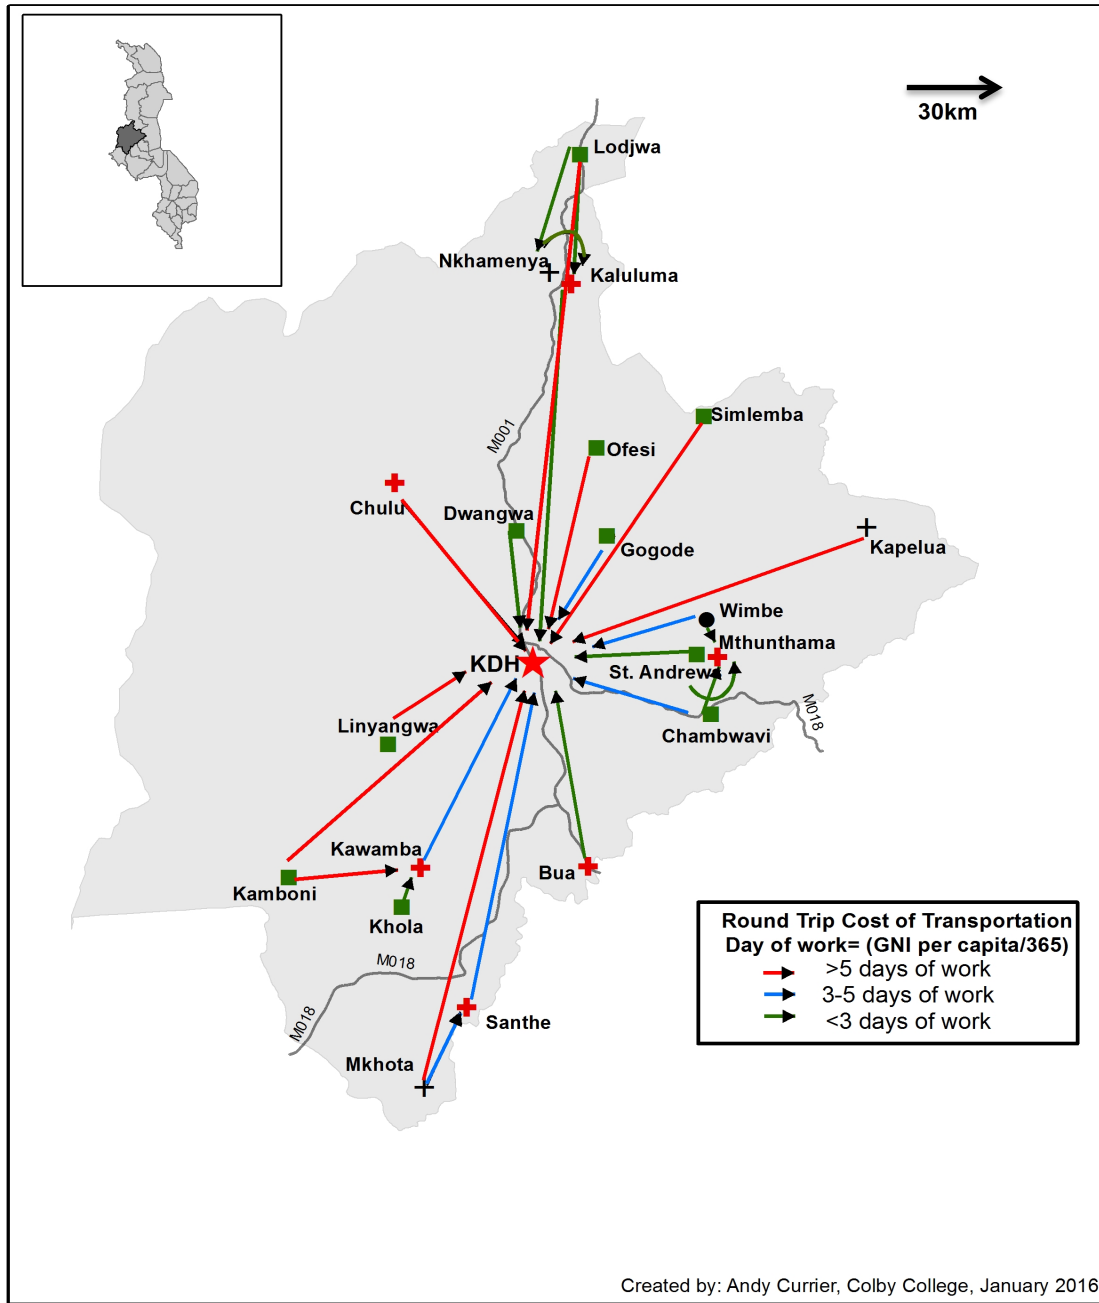 30km
Lodjwa
Nkhamenya
Kaluluma
M001
Simlemba
Ofesi
Chulu
Dwangwa
Gogode
Kapelua
Wimbe
Mthunthama
KDH
St. Andrews
M018
Linyangwa
Chambwavi
Kawamba
Bua
Kamboni
Khola
M018
M018
Santhe
Mkhota
Round Trip Cost of Transportation
Day of work= (GNI per capita/365)
>5 days of work
3-5 days of work
<3 days of work
Created by: Andy Currier, Colby College, January 2016